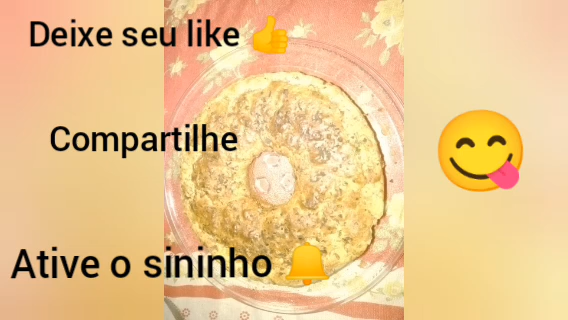 Deixe seu like 👍
Compartilhe
Ative o sininho 🔔